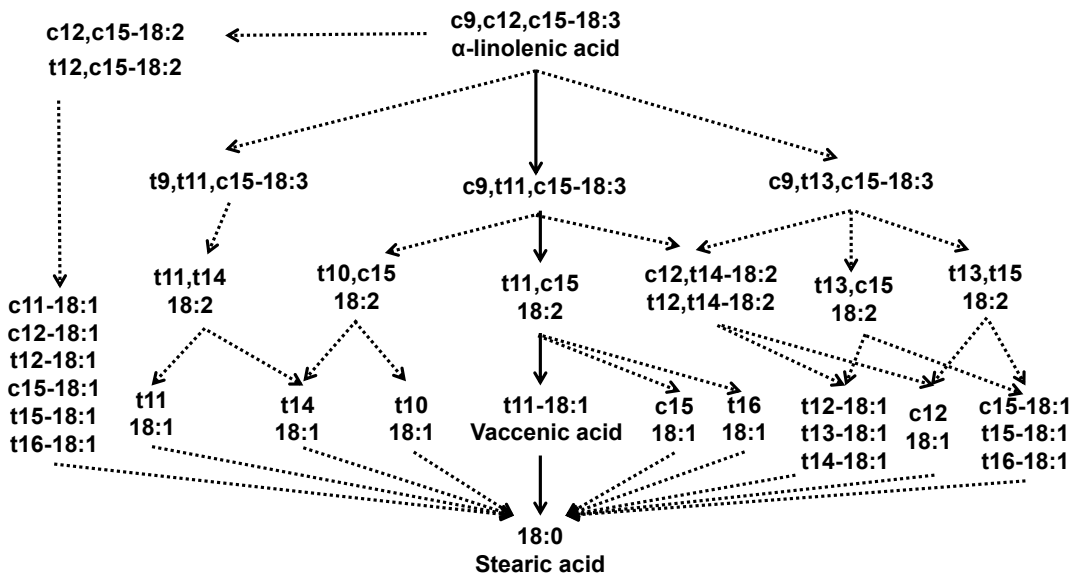 c9,c12,c15-18:3
α-linolenic acid
c12,c15-18:2
t12,c15-18:2
t9,t11,c15-18:3
c9,t11,c15-18:3
c9,t13,c15-18:3
t11,t14
18:2
t10,c15
18:2
t11,c15
18:2
c12,t14-18:2
t12,t14-18:2
t13,c15
18:2
t13,t15
18:2
c11-18:1
c12-18:1
t12-18:1
c15-18:1
t15-18:1
t16-18:1
t11
18:1
t14
18:1
t10
18:1
t11-18:1
Vaccenic acid
c15
18:1
t16
18:1
t12-18:1
t13-18:1
t14-18:1
c12
18:1
c15-18:1
t15-18:1
t16-18:1
18:0
Stearic acid